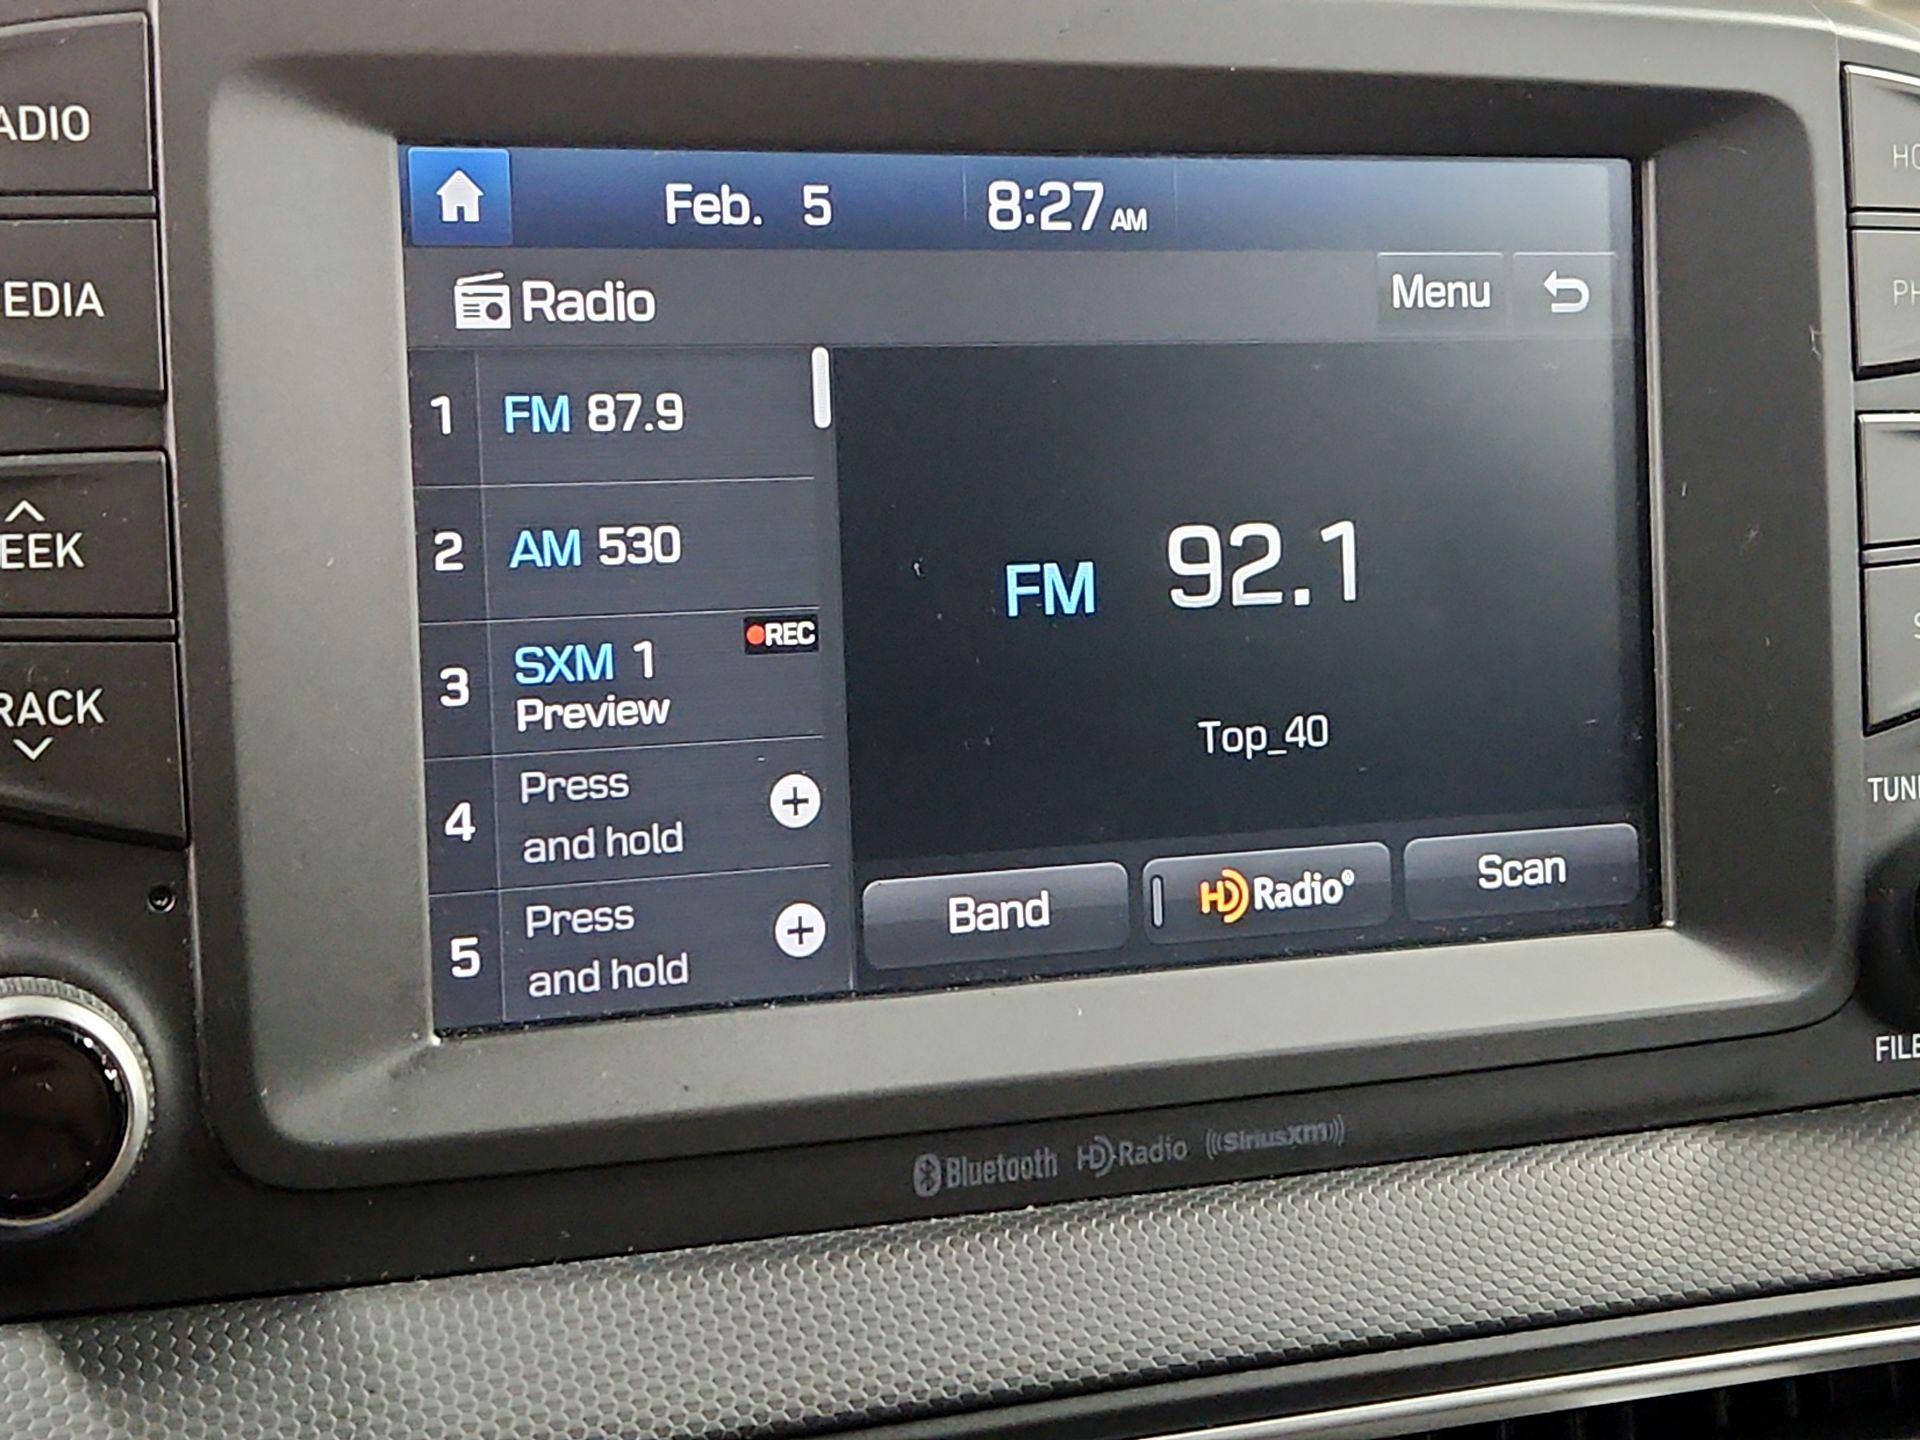 ADIO
EDIA
EEK
RACK
Feb. 5 8:27 AM
Radio
Menu
1 FM 87.9
2 AM 530
3 SXM 1 REC
Preview
4 Press
and hold
5 Press
and hold
FM 92.1
Top_40
Band
HD Radio®
Scan
Bluetooth HD Radio ((SiriusXM))
HO
PH
S
TUN
FILE